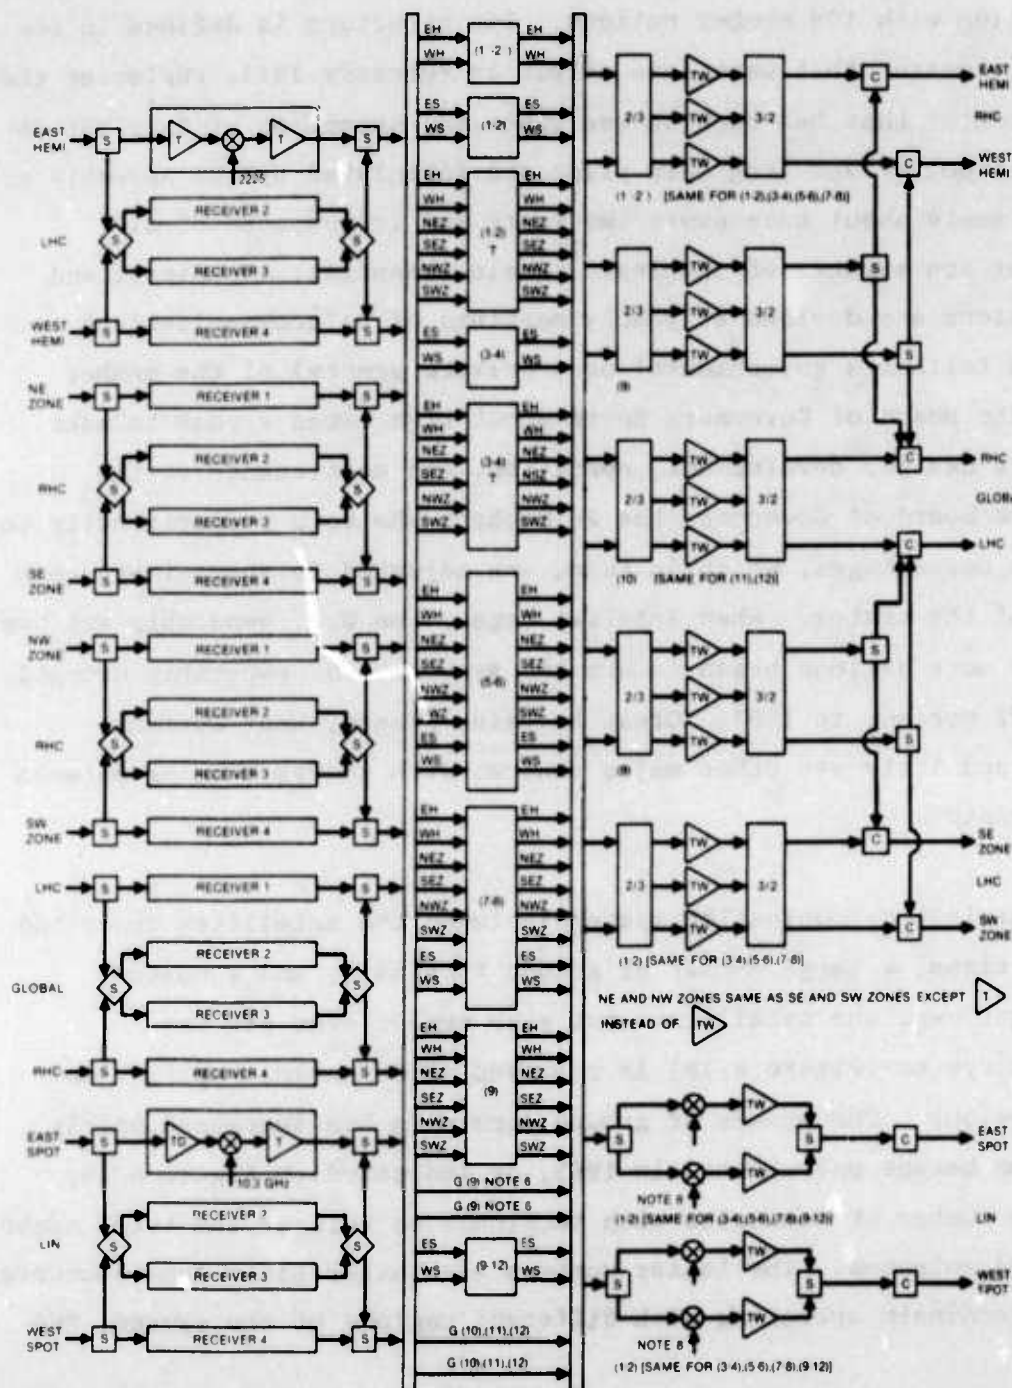 EAST
HEMI
S
T
T
S
2225
RECEIVER 2
LHC
S
S
RECEIVER 3
WEST
HEMI
S
RECEIVER 4
S
NE
ZONE
S
RECEIVER 1
S
RECEIVER 2
RHC
S
S
RECEIVER 3
SE
ZONE
S
RECEIVER 4
S
NW
ZONE
S
RECEIVER 1
S
RECEIVER 2
RHC
S
S
RECEIVER 3
SW
ZONE
S
RECEIVER 4
S
LHC
S
RECEIVER 1
S
RECEIVER 2
GLOBAL
S
S
RECEIVER 3
RHC
S
RECEIVER 4
S
EAST
SPOT
S
TD
T
S
10.3 GHz
RECEIVER 2
LIN
S
S
RECEIVER 3
WEST
SPOT
S
RECEIVER 4
S
EH
WH
(1-2)
EH
WH
ES
WS
(1-2)
ES
WS
EH
WH
NEZ
SEZ
NWZ
SWZ
(1-2)
T
EH
WH
NEZ
SEZ
NWZ
SWZ
ES
WS
(3-4)
ES
WS
EH
WH
NEZ
SEZ
NWZ
SWZ
(3-4)
T
EH
WH
NEZ
NSZ
NWZ
SWZ
EH
WH
NEZ
SEZ
NWZ
ES
WS
(5-6)
EH
WH
NEZ
SEZ
NWZ
SWZ
ES
WS
EH
WH
NEZ
SEZ
NWZ
SWZ
ES
WS
(7-8)
EH
WH
NEZ
SEZ
NWZ
SWZ
ES
WS
EH
WH
NEZ
SEZ
NWZ
SWZ
(9)
EH
WH
NEZ
SEZ
NWZ
SWZ
G (9) NOTE 6
G (9) NOTE 6
ES
WS
(9-12)
ES
WS
G (10),(11),(12)
G (10),(11),(12)
2/3
TW
TW
TW
3/2
C
EAST
HEMI
RHC
C
WEST
HEMI
(1-2) [SAME FOR (1-2),(3-4),(5-6),(7-8)]
2/3
TW
TW
TW
3/2
S
S
(9)
2/3
TW
TW
TW
3/2
C
RHC
GLOB
C
LHC
(10) [SAME FOR (11),(12)]
2/3
TW
TW
TW
3/2
S
S
(9)
2/3
TW
TW
TW
3/2
C
SE
ZONE
LHC
C
SW
ZONE
(1-2) [SAME FOR (3-4),(5-6),(7-8)]
NE AND NW ZONES SAME AS SE AND SW ZONES EXCEPT T
INSTEAD OF TW
S
TW
TW
S
C
EAST
SPOT
NOTE 8
(1-2) [SAME FOR (3-4),(5-6),(7-8),(9-12)]
LIN
S
TW
TW
S
C
WEST
SPOT
NOTE 8
(1-2) [SAME FOR (3-4),(5-6),(7-8),(9-12)]